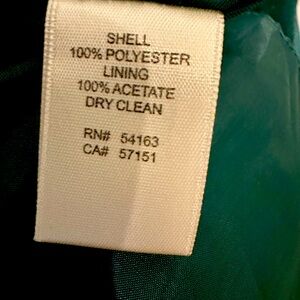 SHELL
100% POLYESTER
LINING
100% ACETATE
DRY CLEAN
RN# 54163
CA# 57151